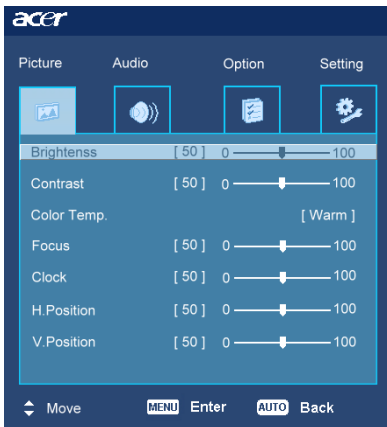 acer
Picture Audio Option Setting
Brightenss [ 50 ] 0 100
Contrast [ 50 ] 0 100
Color Temp. [ Warm ]
Focus [ 50 ] 0 100
Clock [ 50 ] 0 100
H.Position [ 50 ] 0 100
V.Position [ 50 ] 0 100
Move MENU Enter AUTO Back